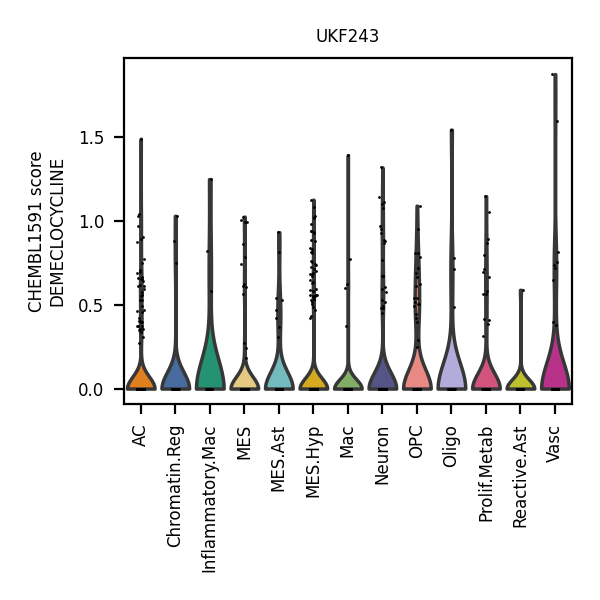 UKF243
CHEMBL1591 score
DEMECLOCYCLINE
1.5
1.0
0.5
0.0
AC
Chromatin.Reg
Inflammatory.Mac
MES
MES.Ast
MES.Hyp
Mac
Neuron
OPC
Oligo
Prolif.Metab
Reactive.Ast
Vasc